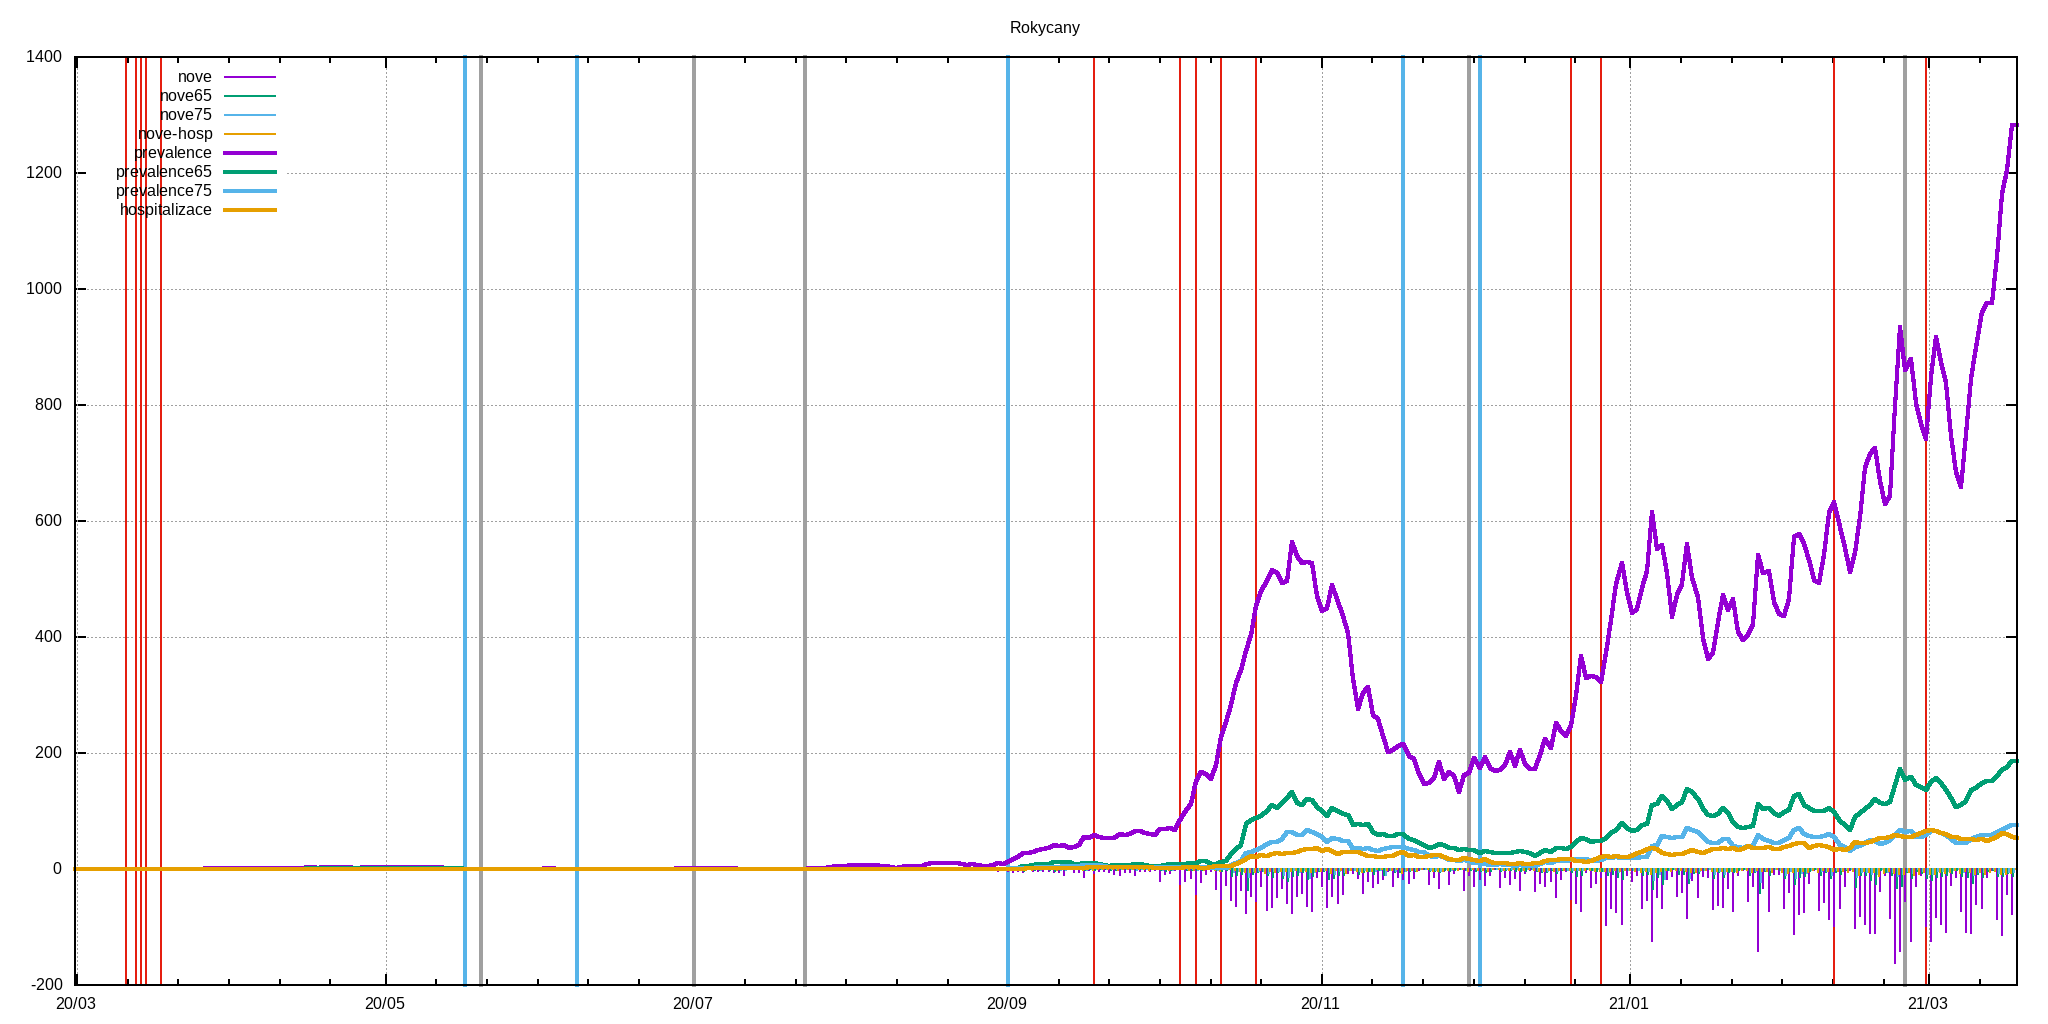 Rokycany
1400
1200
1000
800
600
400
200
0
-200
nove
nove65
nove75
nove-hosp
prevalence
prevalence65
prevalence75
hospitalizace
20/03 20/05 20/07 20/09 20/11 21/01 21/03